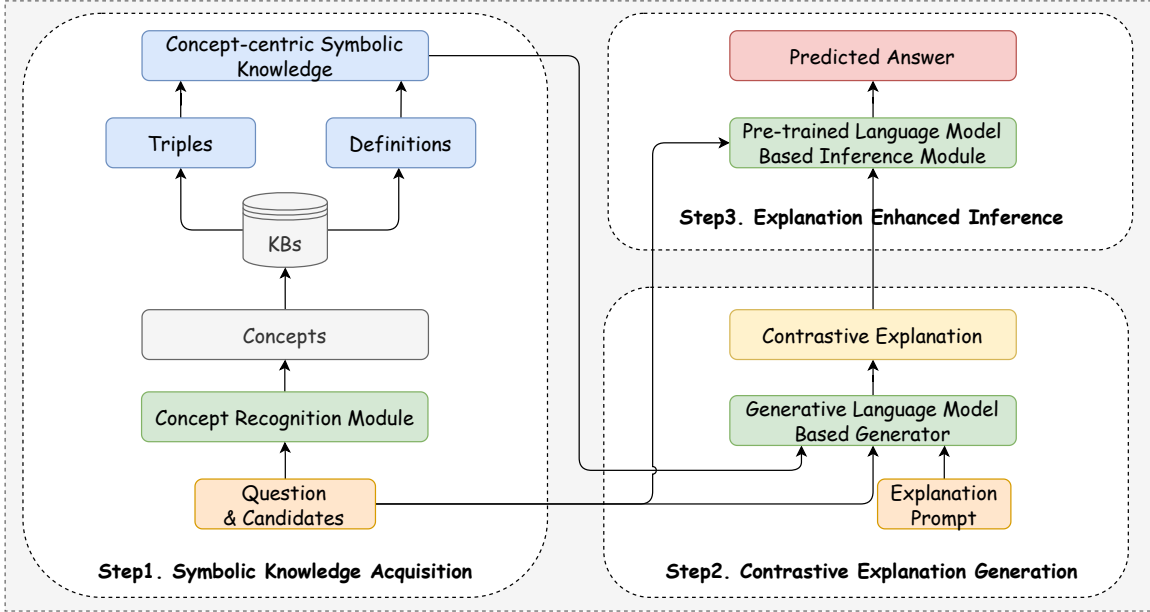 Concept-centric Symbolic
Knowledge
Triples
Definitions
KBs
Concepts
Concept Recognition Module
Question
& Candidates
Step1. Symbolic Knowledge Acquisition
Predicted Answer
Pre-trained Language Model
Based Inference Module
Step3. Explanation Enhanced Inference
Contrastive Explanation
Generative Language Model
Based Generator
Explanation
Prompt
Step2. Contrastive Explanation Generation